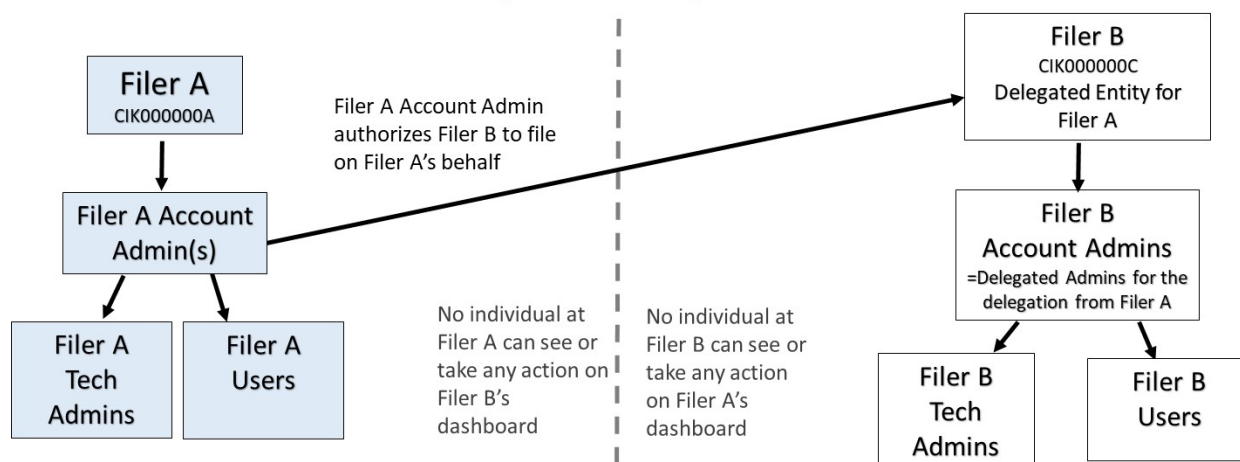 Filer A
CIK000000A
Filer A Account
Admin(s)
Filer A
Tech
Admins
Filer A
Users
Filer A Account Admin
authorizes Filer B to file
on Filer A’s behalf
No individual at
Filer A can see or
take any action on
Filer B’s
dashboard
No individual at
Filer B can see or
take any action
on Filer A’s
dashboard
Filer B
CIK000000C
Delegated Entity for
Filer A
Filer B
Account Admins
=Delegated Admins for the
delegation from Filer A
Filer B
Tech
Admins
Filer B
Users